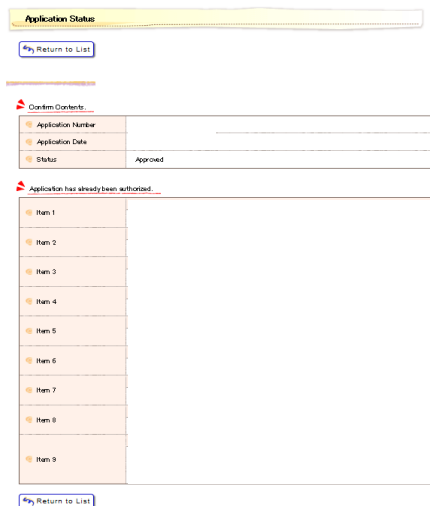 Application Status
Return to List
Confirm Contents.
Application Number
Application Date
Status Approved
Application has already been authorized.
Item 1
Item 2
Item 3
Item 4
Item 5
Item 6
Item 7
Item 8
Item 9
Return to List